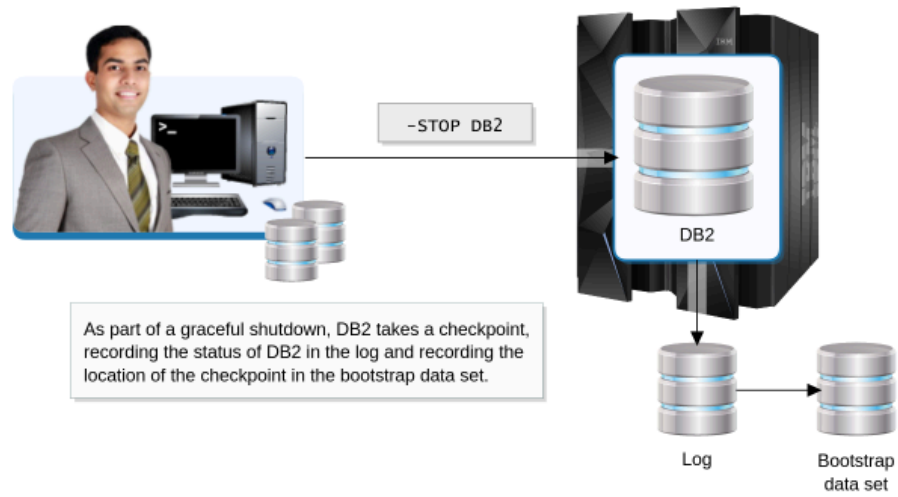 IBM
>_
-STOP DB2
DB2
As part of a graceful shutdown, DB2 takes a checkpoint,
recording the status of DB2 in the log and recording the
location of the checkpoint in the bootstrap data set.
Log
Bootstrap
data set